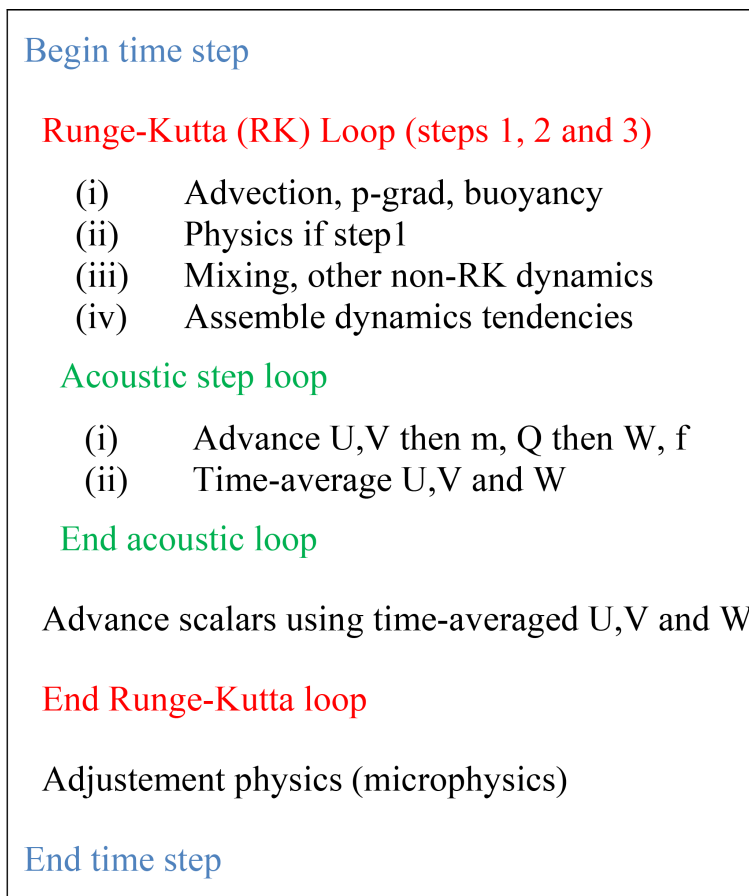 Begin time step
Runge-Kutta (RK) Loop (steps 1, 2 and 3)
(i) Advection, p-grad, buoyancy
(ii) Physics if step1
(iii) Mixing, other non-RK dynamics
(iv) Assemble dynamics tendencies
Acoustic step loop
(i) Advance U,V then m, Q then W, f
(ii) Time-average U,V and W
End acoustic loop
Advance scalars using time-averaged U,V and W
End Runge-Kutta loop
Adjustement physics (microphysics)
End time step